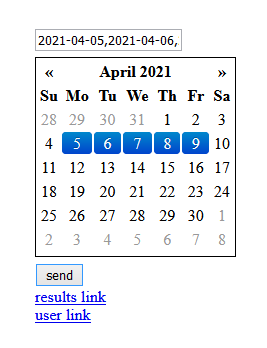 2021-04-05,2021-04-06,
« April 2021 »
Su Mo Tu We Th Fr Sa
28 29 30 31 1 2 3
4 5 6 7 8 9 10
11 12 13 14 15 16 17
18 19 20 21 22 23 24
25 26 27 28 29 30 1
2 3 4 5 6 7 8
send
results link
user link